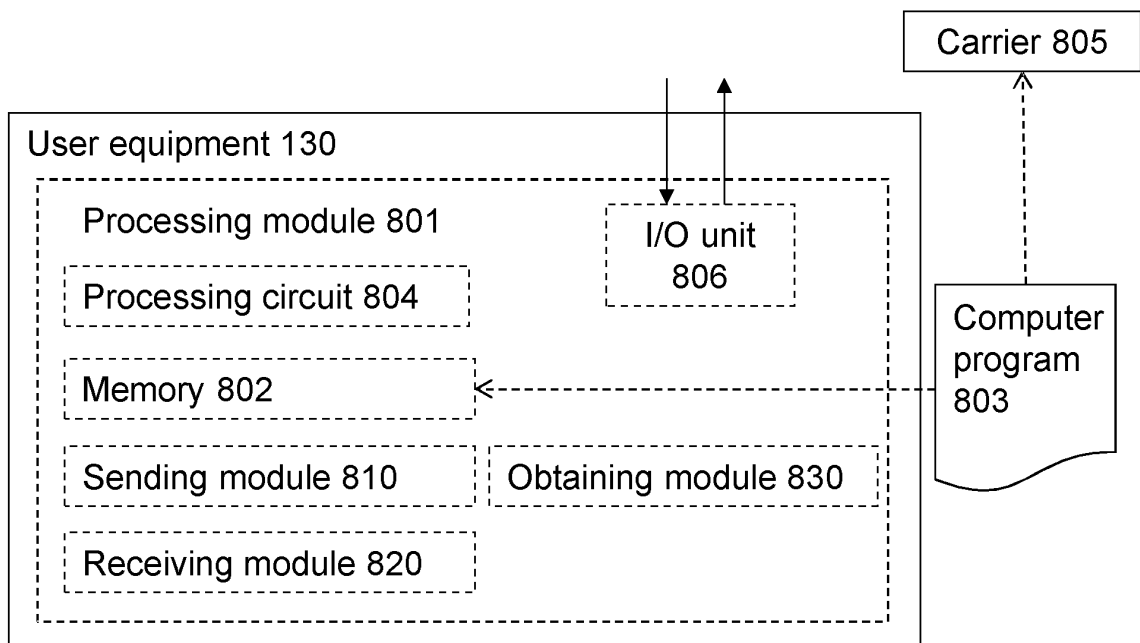 Carrier 805
User equipment 130
Processing module 801
I/O unit
806
Processing circuit 804
Computer
program
803
Memory 802
Sending module 810
Obtaining module 830
Receiving module 820